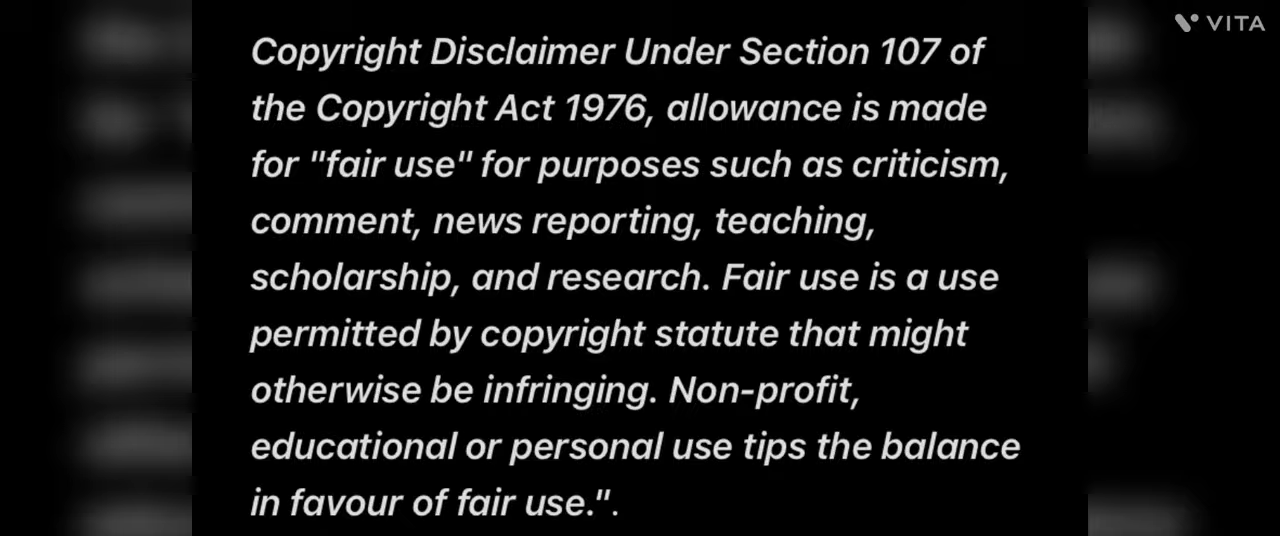 VITA
Copyright Disclaimer Under Section 107 of
the Copyright Act 1976, allowance is made
for "fair use" for purposes such as criticism,
comment, news reporting, teaching,
scholarship, and research. Fair use is a use
permitted by copyright statute that might
otherwise be infringing. Non-profit,
educational or personal use tips the balance
in favour of fair use.".